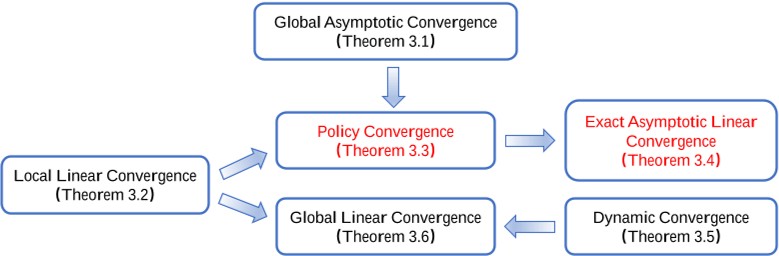 Global Asymptotic Convergence
(Theorem 3.1)
Policy Convergence
(Theorem 3.3)
Exact Asymptotic Linear
Convergence
(Theorem 3.4)
Local Linear Convergence
(Theorem 3.2)
Global Linear Convergence
(Theorem 3.6)
Dynamic Convergence
(Theorem 3.5)